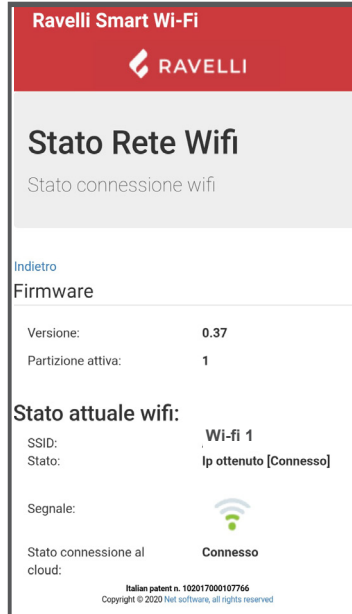 Ravelli Smart Wi-Fi
RAVELLI
Stato Rete Wifi
Stato connessione wifi
Indietro
Firmware
Versione: 0.37
Partizione attiva: 1
Stato attuale wifi:
SSID: Wi-fi 1
Stato: Ip ottenuto [Connesso]
Segnale:
Stato connessione al Connesso
cloud:
Italian patent n. 102017000107766
Copyright © 2020 Net software, all rights reserved